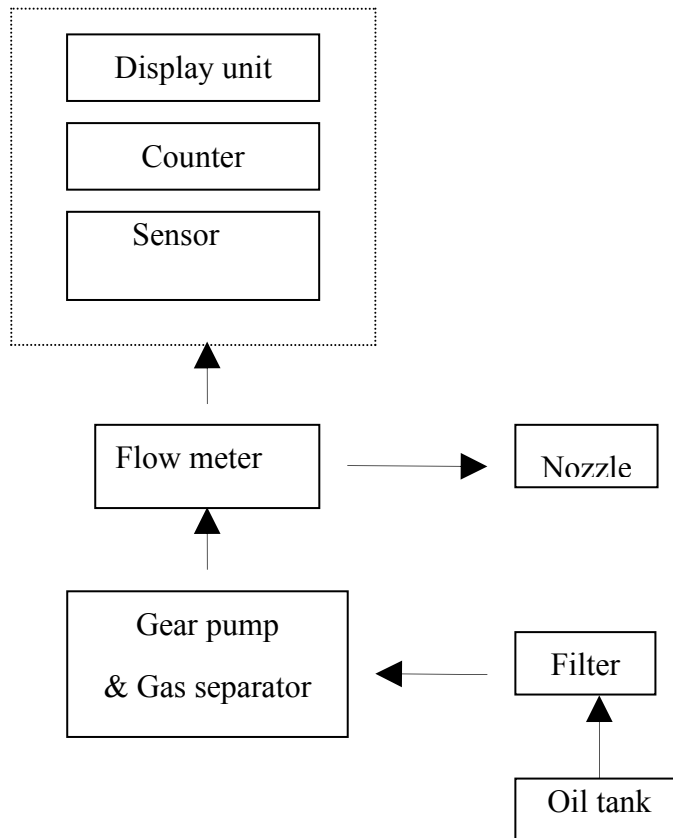 Display unit
Counter
Sensor
Flow meter
Nozzle
Gear pump
& Gas separator
Filter
Oil tank